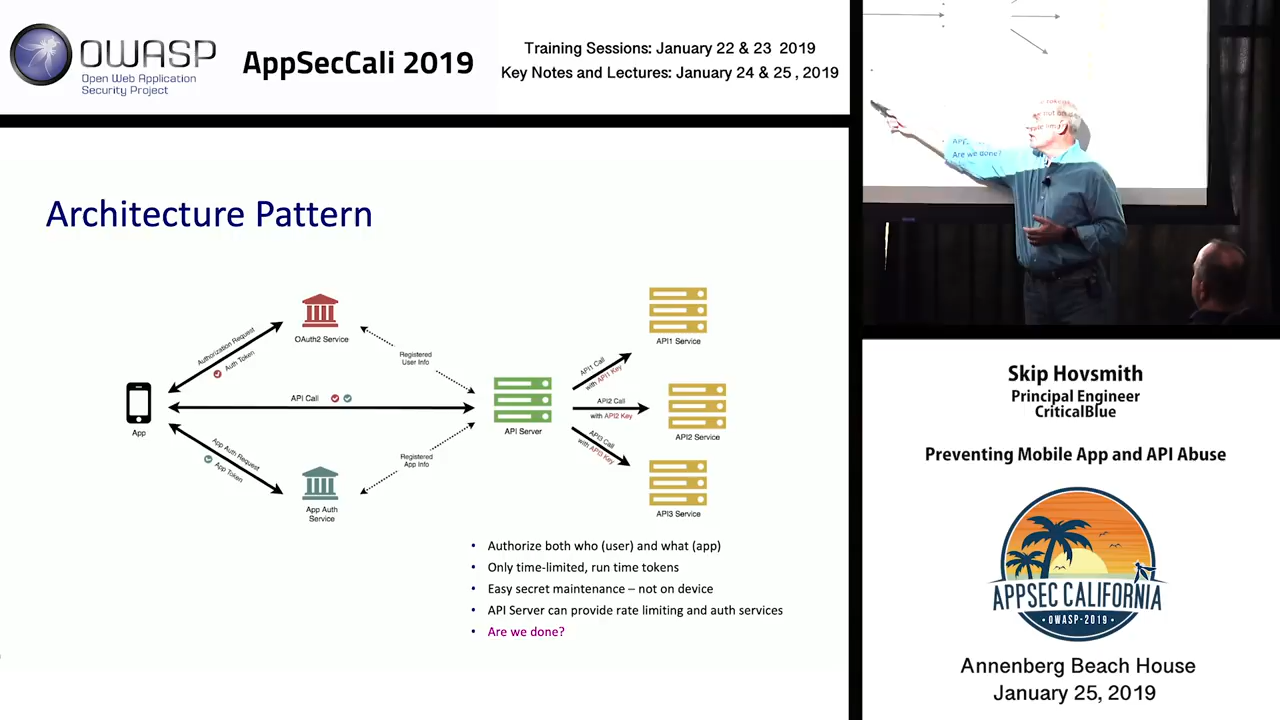 OWASP
Open Web Application
Security Project
AppSecCali 2019
Training Sessions: January 22 & 23 2019
Key Notes and Lectures: January 24 & 25 , 2019
Architecture Pattern
OAuth2 Service
Authorization Request
Auth Token
Registered
User Info
App
API Call
API Server
App Auth Request
App Token
App Auth
Service
Registered
App Info
API1 Call
with API1 Key
API2 Call
with API2 Key
API3 Call
with API3 Key
API1 Service
API2 Service
API3 Service
• Authorize both who (user) and what (app)
• Only time-limited, run time tokens
• Easy secret maintenance – not on device
• API Server can provide rate limiting and auth services
• Are we done?
Are we done?
Skip Hovsmith
Principal Engineer
CriticalBlue
Preventing Mobile App and API Abuse
APPSEC CALIFORNIA
• OWASP-2019 •
Annenberg Beach House
January 25, 2019